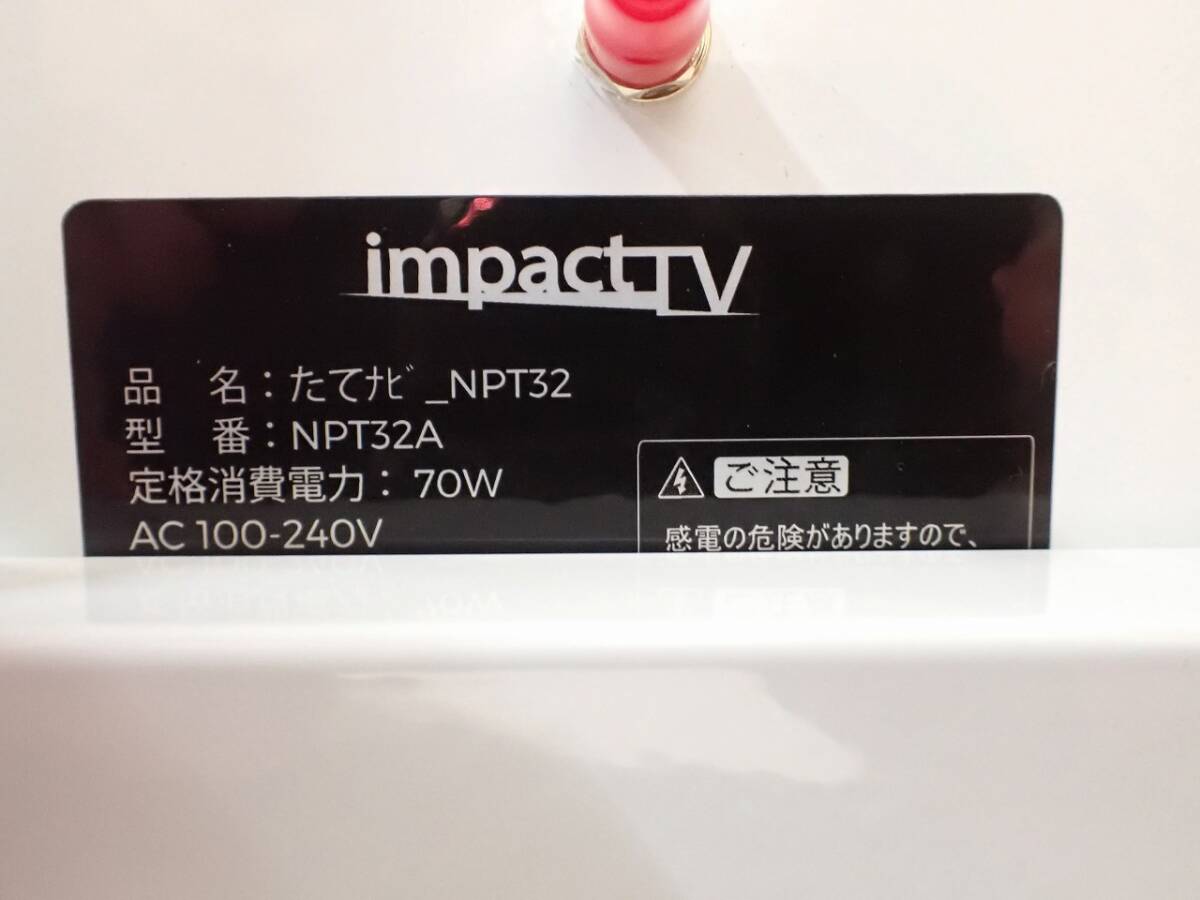 impactTV
品 名：たてﾅﾋﾞ_NPT32
型 番：NPT32A
定格消費電力：70W
AC 100-240V
ご注意
感電の危険がありますので、